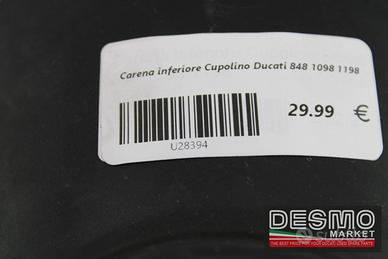 Carena inferiore Cupolino Ducati 848 1098 1198
29.99 €
U28394
DESMO
MARKET
THE BEST PRICE FOR YOUR DUCATI USED SPARE PARTS